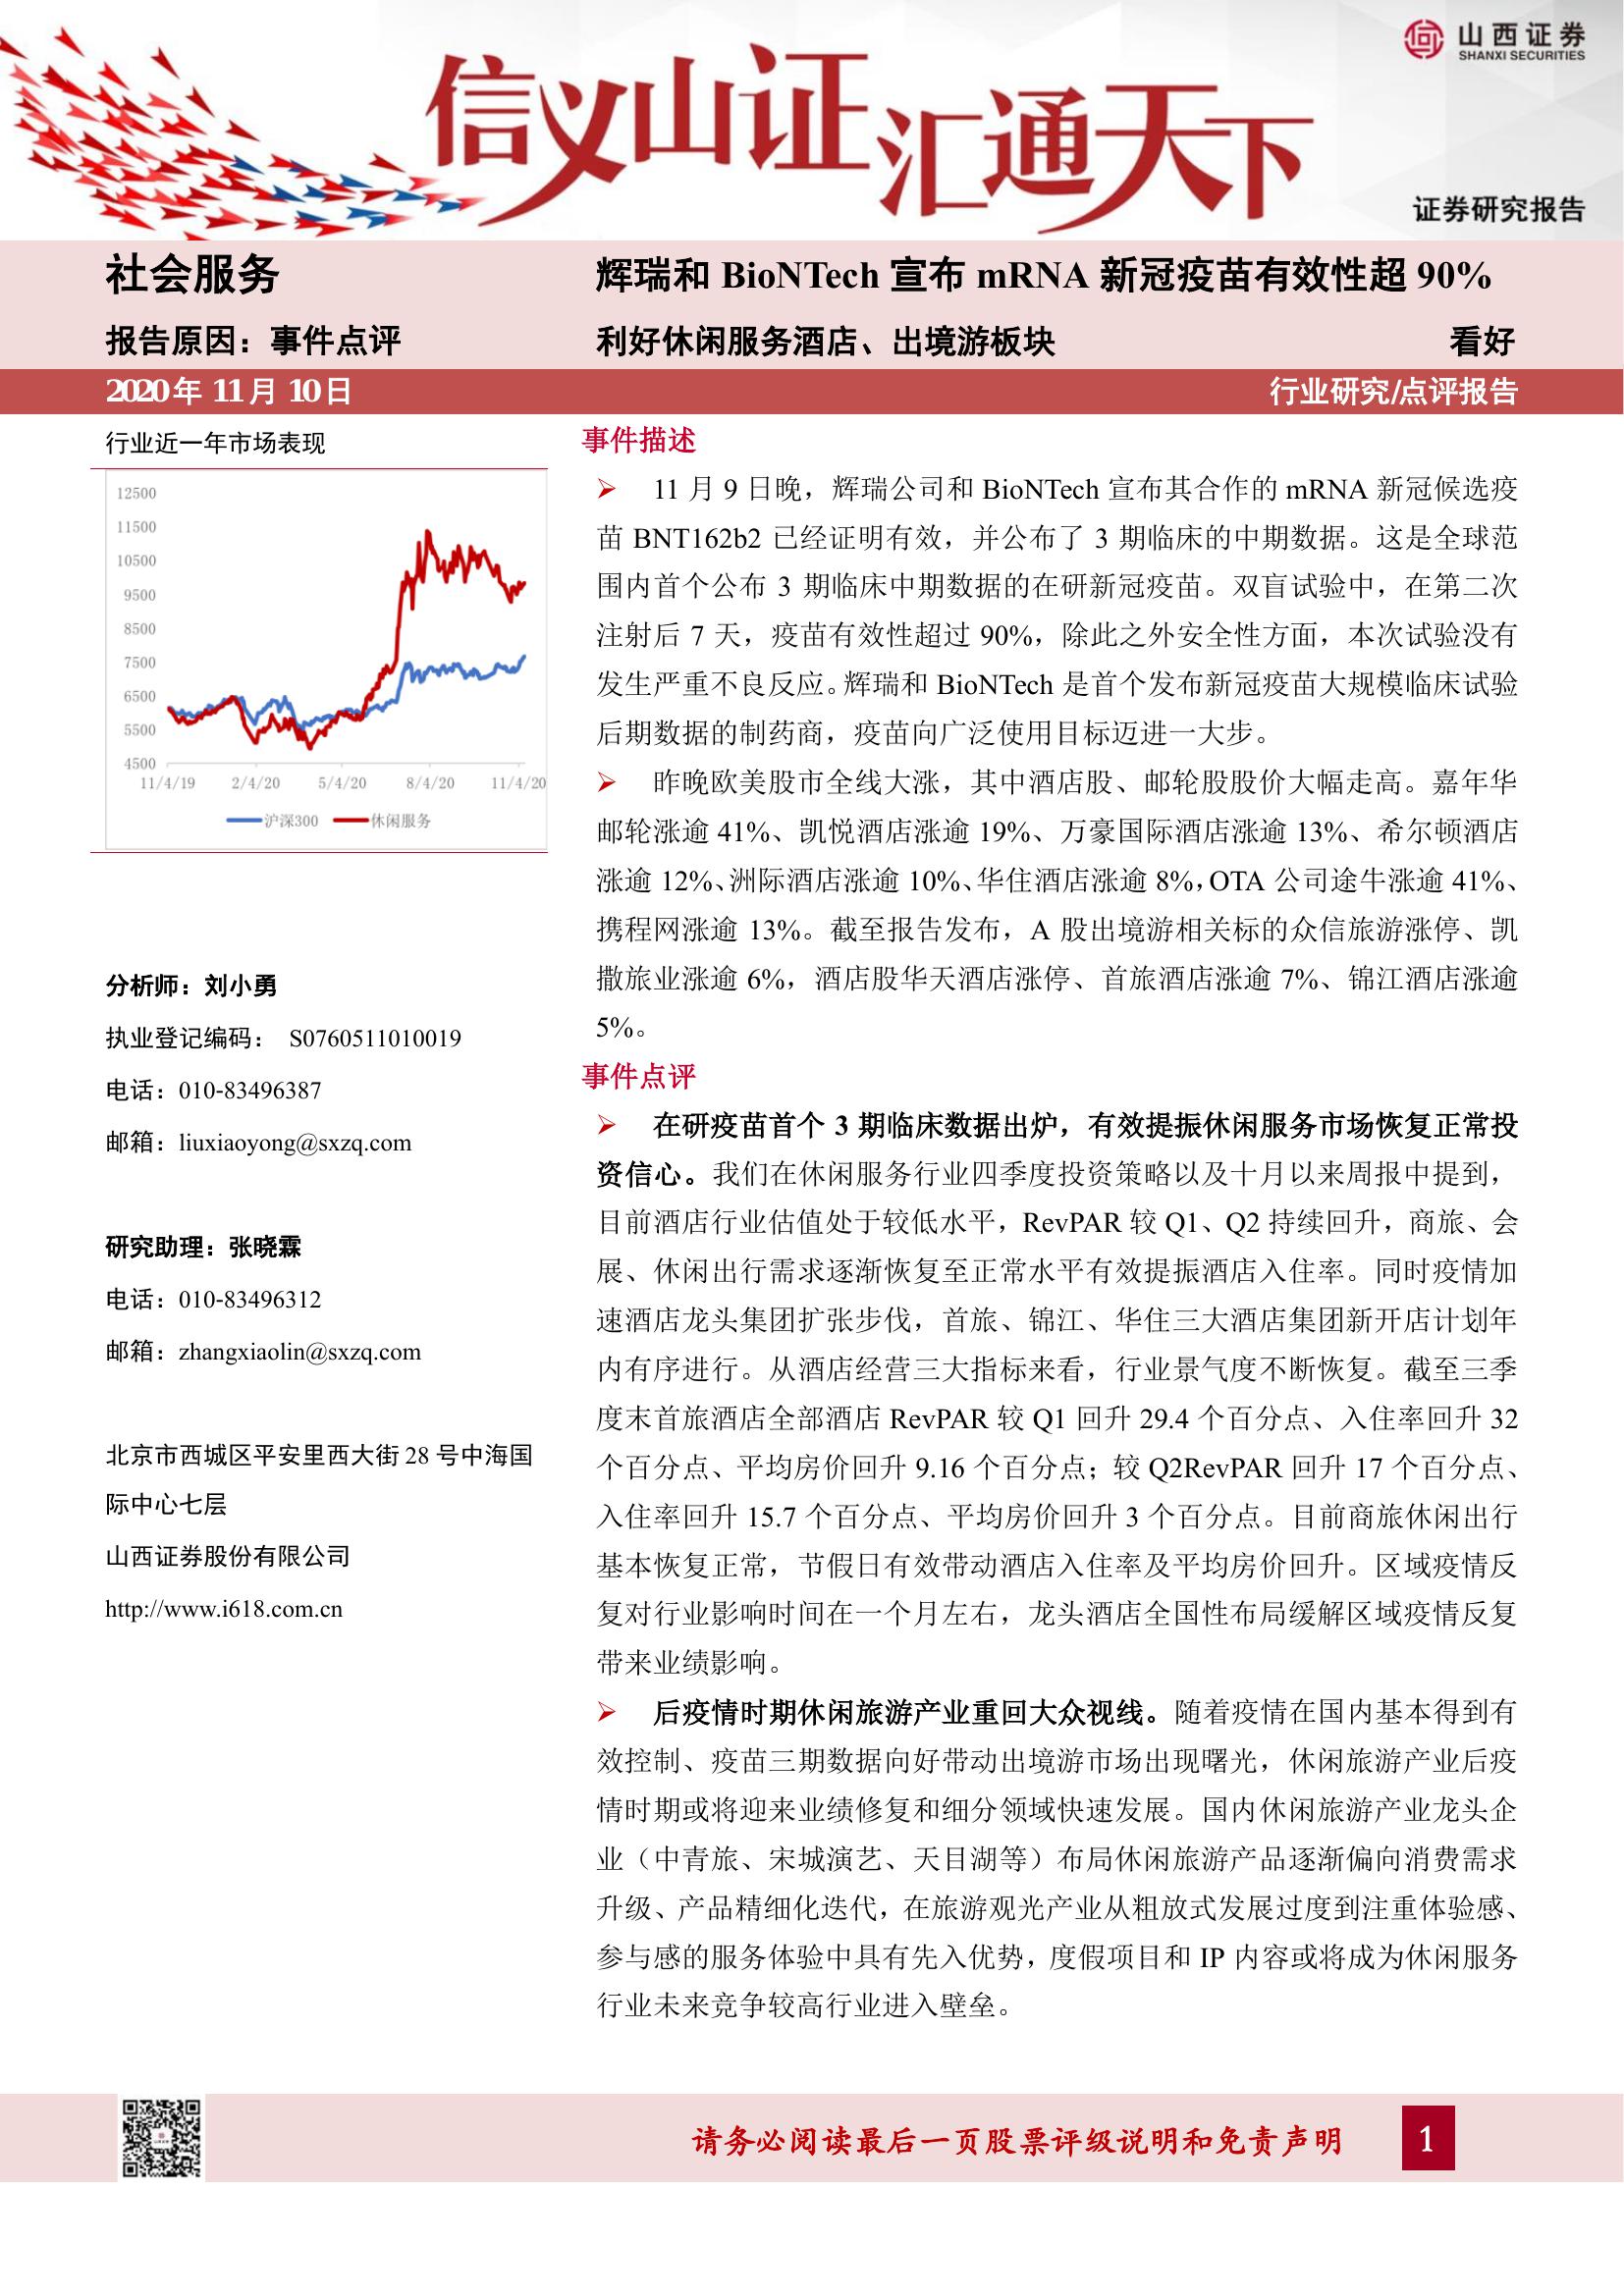 信义山证 汇通天下
山西证券
SHANXI SECURITIES
证券研究报告
社会服务
报告原因：事件点评
辉瑞和 BioNTech 宣布 mRNA 新冠疫苗有效性超 90%
利好休闲服务酒店、出境游板块
看好
2020 年 11 月 10 日
行业研究/点评报告
行业近一年市场表现
12500
11500
10500
9500
8500
7500
6500
5500
4500
11/4/19 2/4/20 5/4/20 8/4/20 11/4/20
沪深300 休闲服务
分析师：刘小勇
执业登记编码： S0760511010019
电话：010-83496387
邮箱：liuxiaoyong@sxzq.com
研究助理：张晓霖
电话：010-83496312
邮箱：zhangxiaolin@sxzq.com
北京市西城区平安里西大街 28 号中海国
际中心七层
山西证券股份有限公司
http://www.i618.com.cn
事件描述
➢ 11 月 9 日晚，辉瑞公司和 BioNTech 宣布其合作的 mRNA 新冠候选疫
苗 BNT162b2 已经证明有效，并公布了 3 期临床的中期数据。这是全球范
围内首个公布 3 期临床中期数据的在研新冠疫苗。双盲试验中，在第二次
注射后 7 天，疫苗有效性超过 90%，除此之外安全性方面，本次试验没有
发生严重不良反应。辉瑞和 BioNTech 是首个发布新冠疫苗大规模临床试验
后期数据的制药商，疫苗向广泛使用目标迈进一大步。
➢ 昨晚欧美股市全线大涨，其中酒店股、邮轮股股价大幅走高。嘉年华
邮轮涨逾 41%、凯悦酒店涨逾 19%、万豪国际酒店涨逾 13%、希尔顿酒店
涨逾 12%、洲际酒店涨逾 10%、华住酒店涨逾 8%，OTA 公司途牛涨逾 41%、
携程网涨逾 13%。截至报告发布，A 股出境游相关标的众信旅游涨停、凯
撒旅业涨逾 6%，酒店股华天酒店涨停、首旅酒店涨逾 7%、锦江酒店涨逾
5%。
事件点评
➢ 在研疫苗首个 3 期临床数据出炉，有效提振休闲服务市场恢复正常投
资信心。我们在休闲服务行业四季度投资策略以及十月以来周报中提到，
目前酒店行业估值处于较低水平，RevPAR 较 Q1、Q2 持续回升，商旅、会
展、休闲出行需求逐渐恢复至正常水平有效提振酒店入住率。同时疫情加
速酒店龙头集团扩张步伐，首旅、锦江、华住三大酒店集团新开店计划年
内有序进行。从酒店经营三大指标来看，行业景气度不断恢复。截至三季
度末首旅酒店全部酒店 RevPAR 较 Q1 回升 29.4 个百分点、入住率回升 32
个百分点、平均房价回升 9.16 个百分点；较 Q2RevPAR 回升 17 个百分点、
入住率回升 15.7 个百分点、平均房价回升 3 个百分点。目前商旅休闲出行
基本恢复正常，节假日有效带动酒店入住率及平均房价回升。区域疫情反
复对行业影响时间在一个月左右，龙头酒店全国性布局缓解区域疫情反复
带来业绩影响。
➢ 后疫情时期休闲旅游产业重回大众视线。随着疫情在国内基本得到有
效控制、疫苗三期数据向好带动出境游市场出现曙光，休闲旅游产业后疫
情时期或将迎来业绩修复和细分领域快速发展。国内休闲旅游产业龙头企
业（中青旅、宋城演艺、天目湖等）布局休闲旅游产品逐渐偏向消费需求
升级、产品精细化迭代，在旅游观光产业从粗放式发展过度到注重体验感、
参与感的服务体验中具有先入优势，度假项目和 IP 内容或将成为休闲服务
行业未来竞争较高行业进入壁垒。
请务必阅读最后一页股票评级说明和免责声明
1